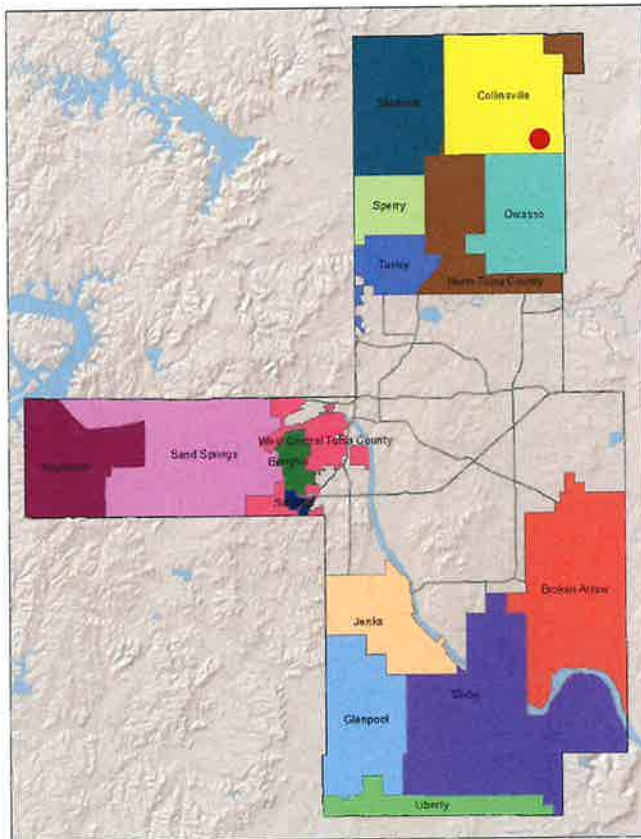 Skiatook
Collinsville
Sperry
Owasso
Turley
North Tulsa County
West Central Tulsa County
Berryhill
Sand Springs
Keystone
Broken Arrow
Jenks
Bixby
Glenpool
Liberty